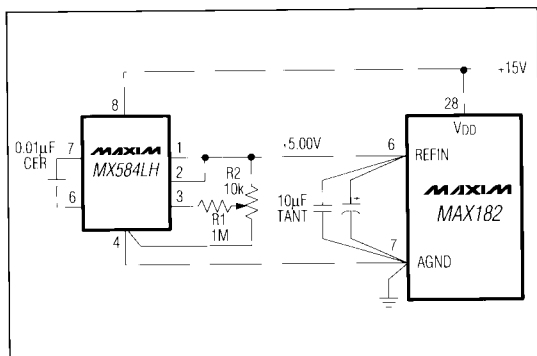 +15V
8
28
VDD
0.01µF
CER
7
MAXIM
MX584LH
1
+5.00V
6
REFIN
2
R2
10k
MAXIM
MAX182
6
3
R1
1M
10µF
TANT
+
4
7
AGND